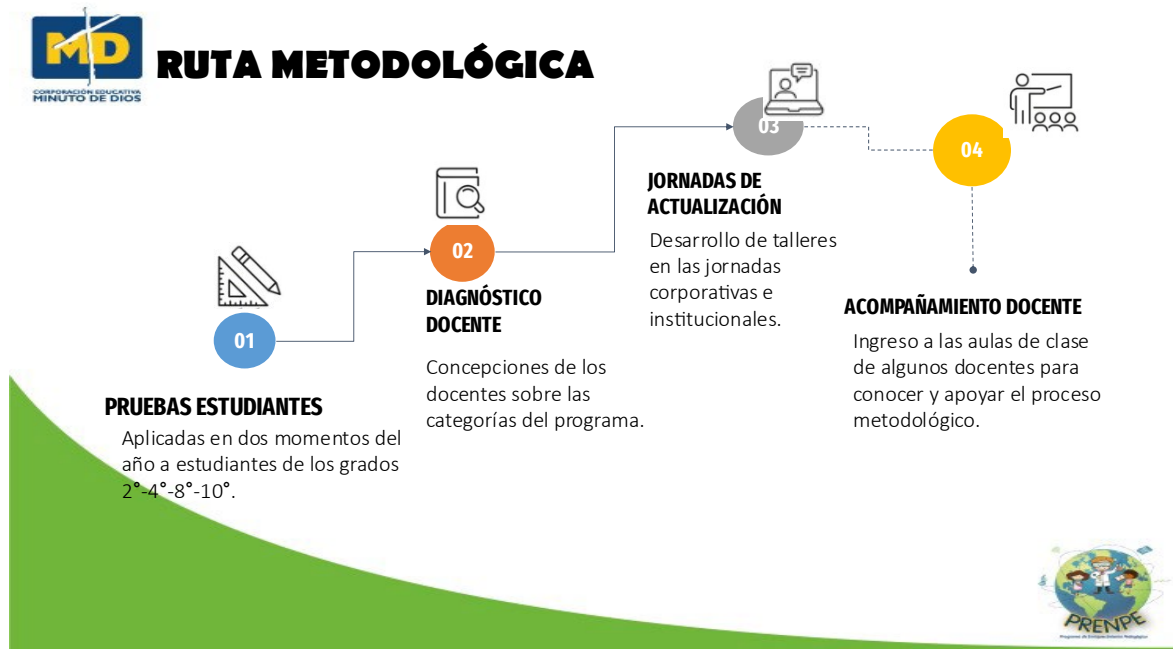 MD
CORPORACIÓN EDUCATIVA
MINUTO DE DIOS
RUTA METODOLÓGICA
01
PRUEBAS ESTUDIANTES
Aplicadas en dos momentos del
año a estudiantes de los grados
2°-4°-8°-10°.
02
DIAGNÓSTICO
DOCENTE
Concepciones de los
docentes sobre las
categorías del programa.
03
JORNADAS DE
ACTUALIZACIÓN
Desarrollo de talleres
en las jornadas
corporativas e
institucionales.
04
ACOMPAÑAMIENTO DOCENTE
Ingreso a las aulas de clase
de algunos docentes para
conocer y apoyar el proceso
metodológico.
PRENPE